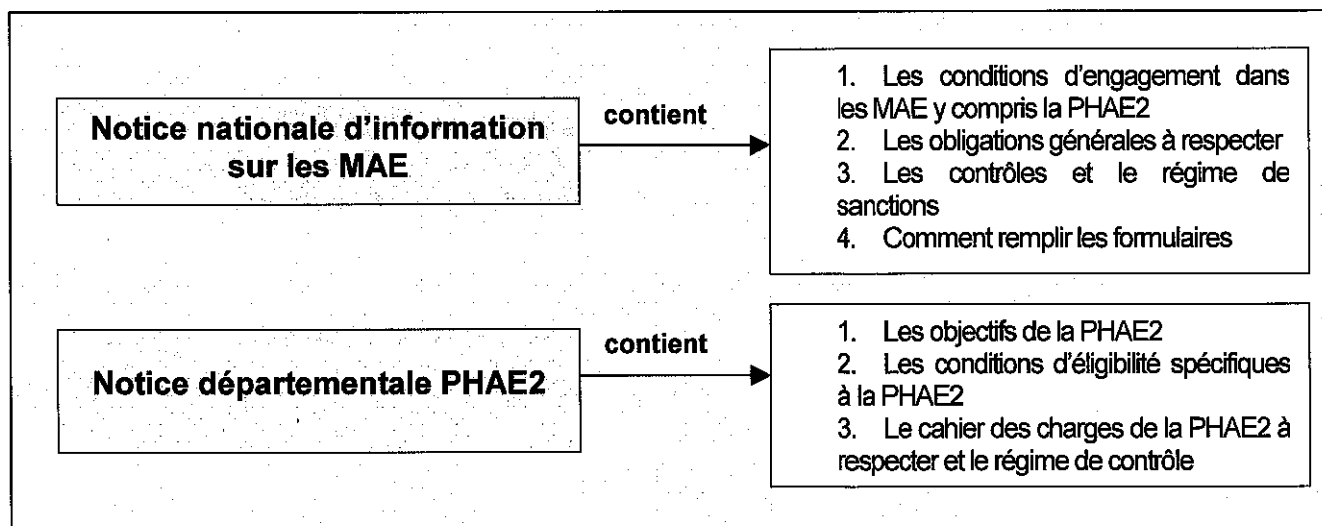 Notice nationale d'information
sur les MAE
contient
1. Les conditions d'engagement dans
les MAE y compris la PHAE2
2. Les obligations générales à respecter
3. Les contrôles et le régime de
sanctions
4. Comment remplir les formulaires
Notice départementale PHAE2
contient
1. Les objectifs de la PHAE2
2. Les conditions d'éligibilité spécifiques
à la PHAE2
3. Le cahier des charges de la PHAE2 à
respecter et le régime de contrôle